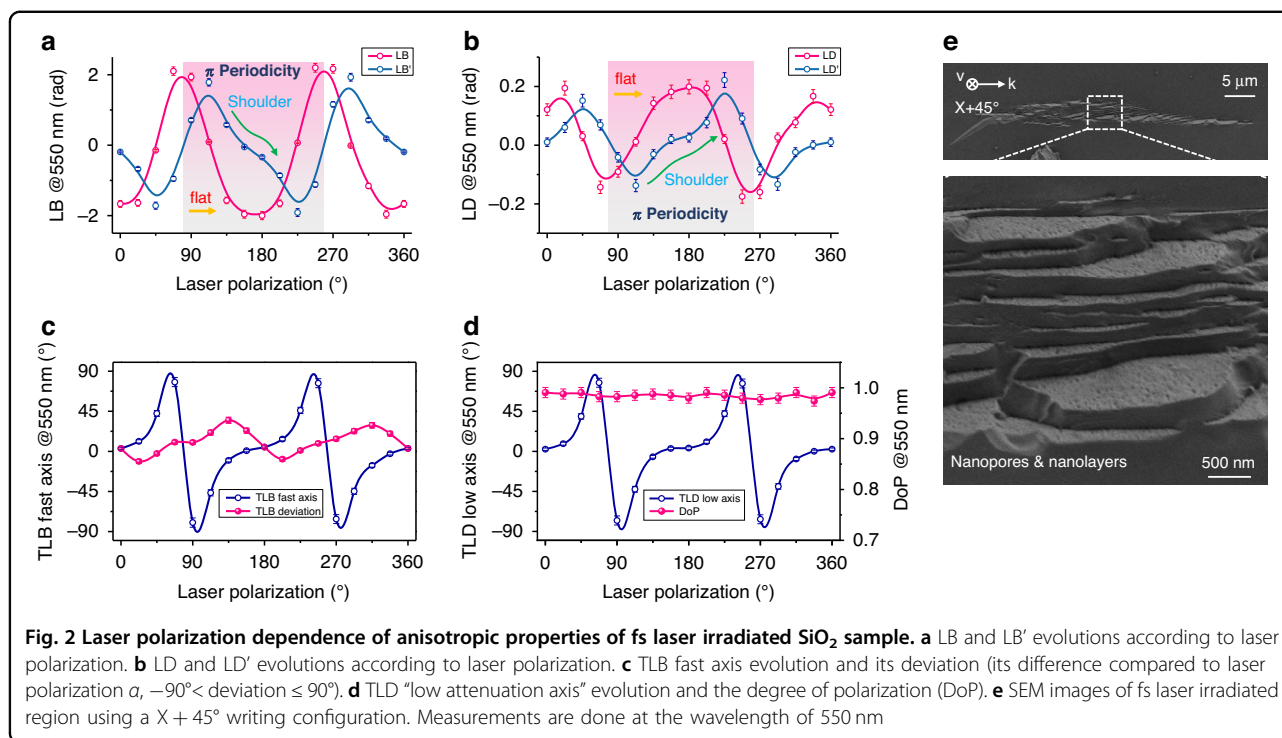 a
LB
LB'
π Periodicity
Shoulder
flat
LB @550 nm (rad)
2
0
−2
0 90 180 270 360
Laser polarization (°)
b
LD
LD'
flat
Shoulder
π Periodicity
LD @550 nm (rad)
0.2
0.0
−0.2
0 90 180 270 360
Laser polarization (°)
c
TLB fast axis @550 nm (°)
90
45
0
−45
−90
TLB fast axis
TLB deviation
0 90 180 270 360
Laser polarization (°)
d
TLD low axis @550 nm (°)
90
45
0
−45
−90
TLD low axis
DoP
DoP @550 nm
1.0
0.9
0.8
0.7
0 90 180 270 360
Laser polarization (°)
e
v
k
X+45°
5 µm
Nanopores & nanolayers
500 nm
Fig. 2 Laser polarization dependence of anisotropic properties of fs laser irradiated SiO2 sample. a LB and LB' evolutions according to laser
polarization. b LD and LD' evolutions according to laser polarization. c TLB fast axis evolution and its deviation (its difference compared to laser
polarization α, −90°< deviation ≤ 90°). d TLD "low attenuation axis" evolution and the degree of polarization (DoP). e SEM images of fs laser irradiated
region using a X + 45° writing configuration. Measurements are done at the wavelength of 550 nm